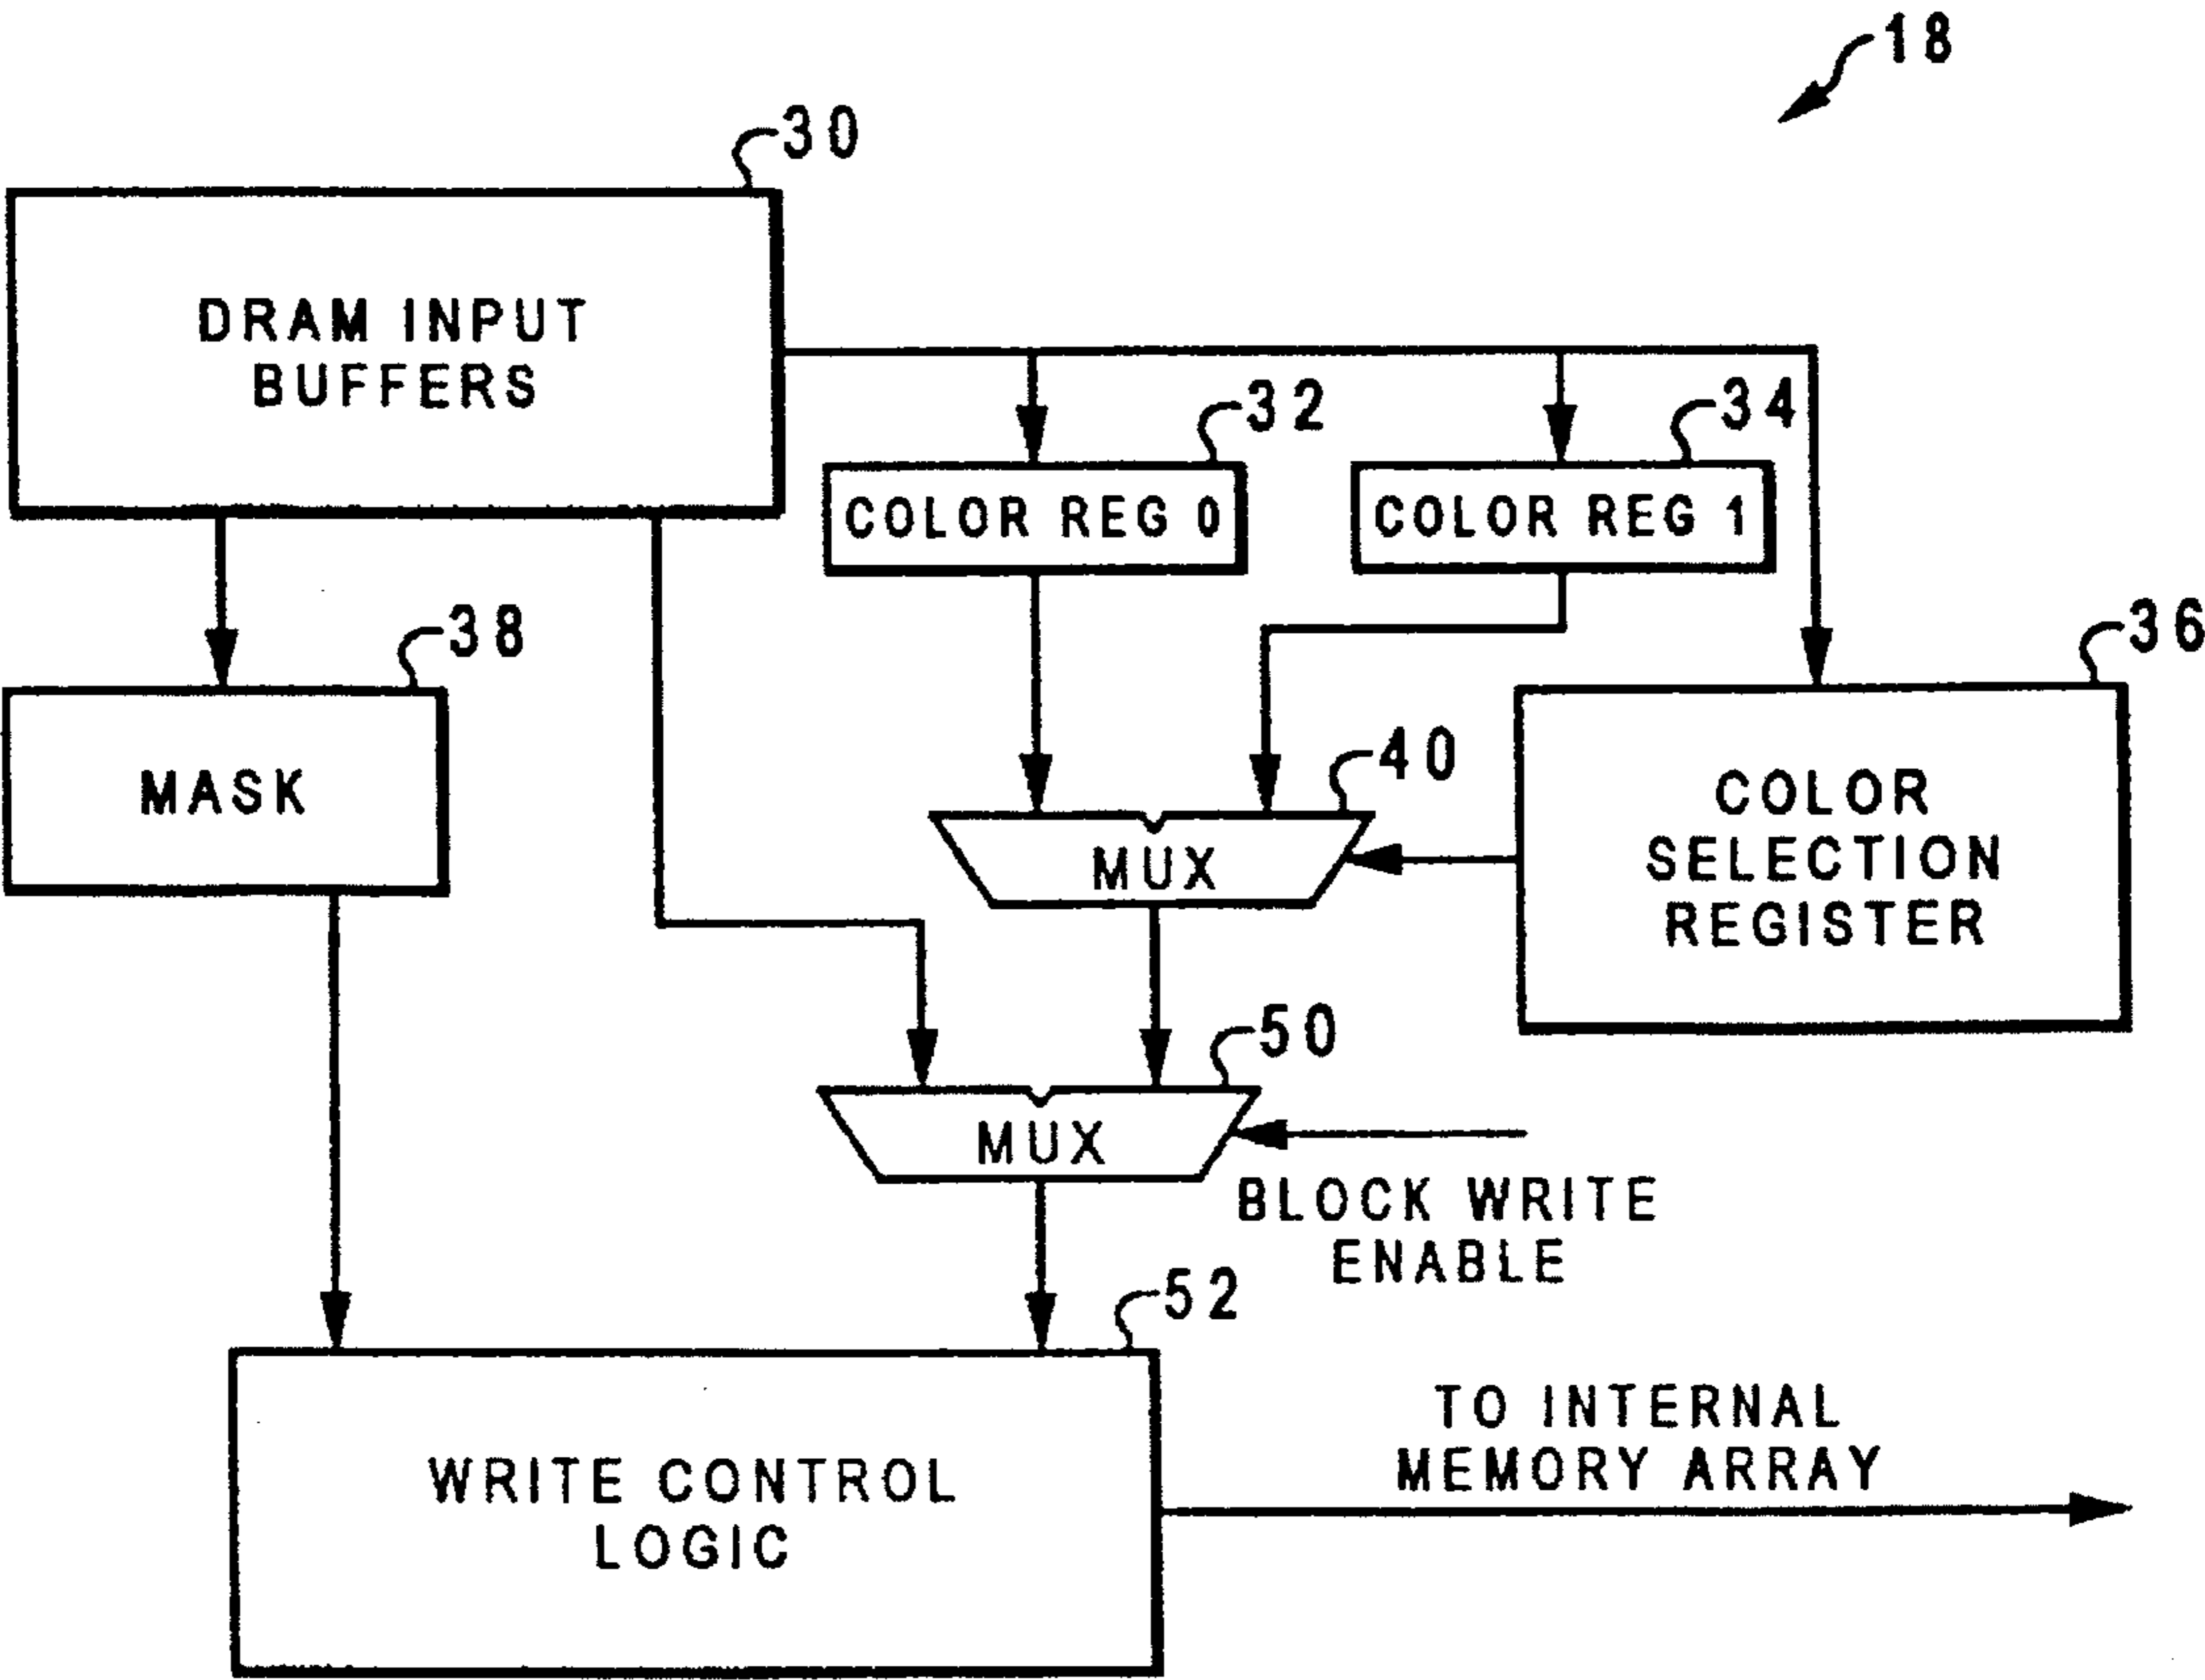 18
30
DRAM INPUT
BUFFERS
32
34
COLOR REG 0
COLOR REG 1
38
36
MASK
40
MUX
COLOR
SELECTION
REGISTER
50
MUX
BLOCK WRITE
ENABLE
52
WRITE CONTROL
LOGIC
TO INTERNAL
MEMORY ARRAY